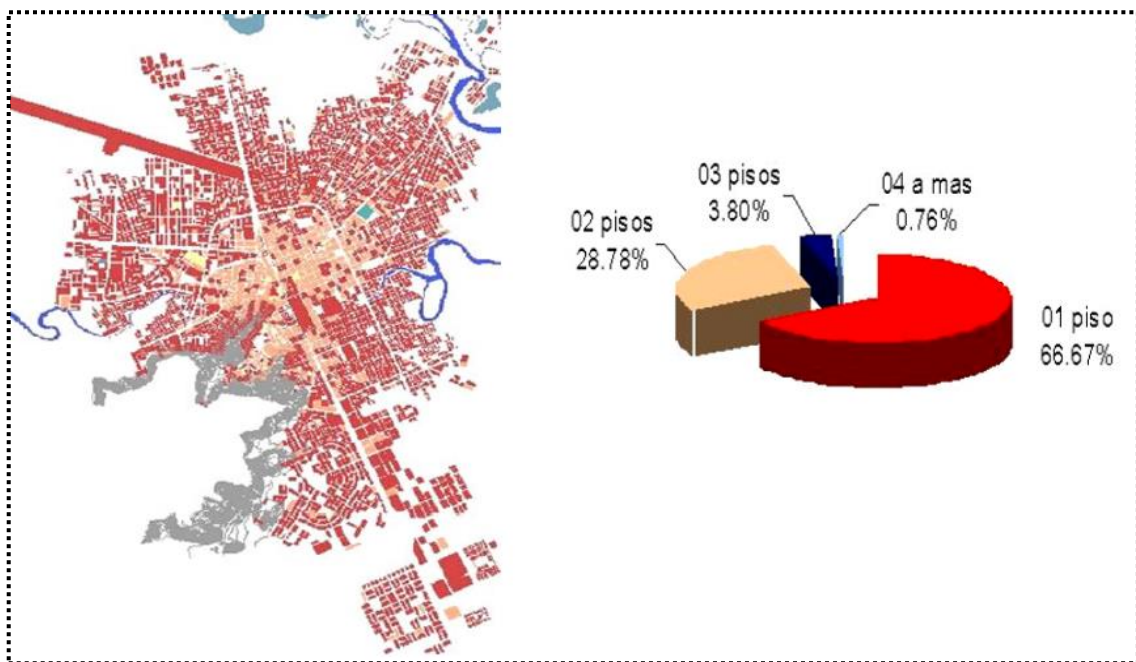 03 pisos
3.80%
04 a mas
0.76%
02 pisos
28.78%
01 piso
66.67%